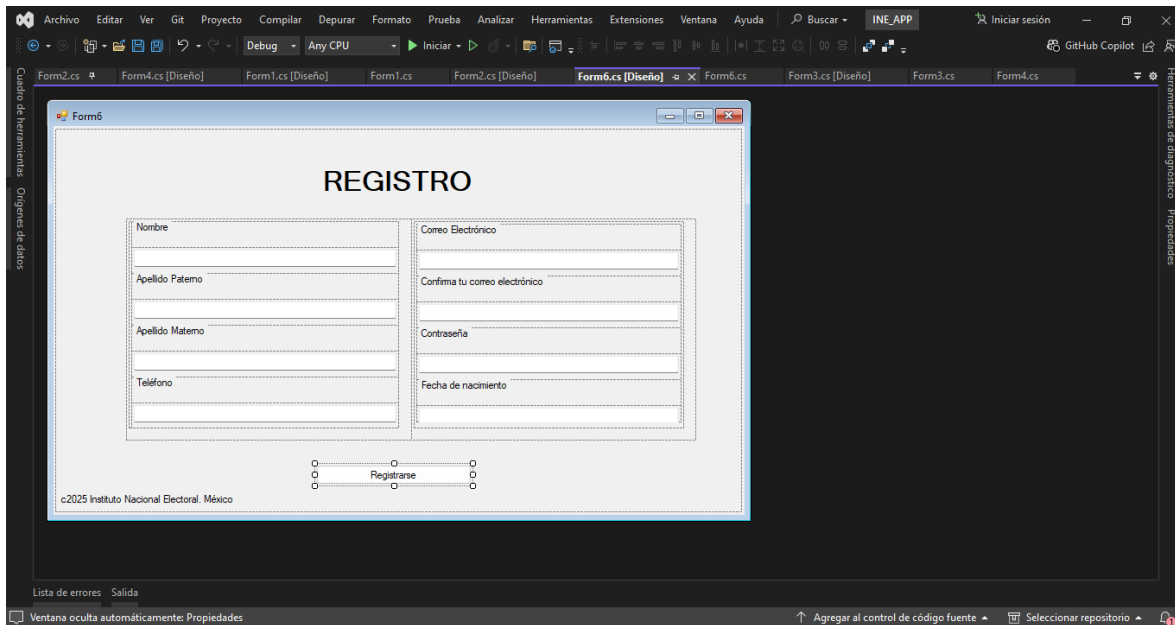 Archivo Editar Ver Git Proyecto Compilar Depurar Formato Prueba Analizar Herramientas Extensiones Ventana Ayuda Buscar INE_APP Iniciar sesión
Debug Any CPU Iniciar GitHub Copilot
Form2.cs Form4.cs [Diseño] Form1.cs [Diseño] Form1.cs Form2.cs [Diseño] Form6.cs [Diseño] Form6.cs Form3.cs [Diseño] Form3.cs Form4.cs
Cuadro de herramientas
Orígenes de datos
Form6
REGISTRO
Nombre
Apellido Paterno
Apellido Materno
Teléfono
Correo Electrónico
Confirma tu correo electrónico
Contraseña
Fecha de nacimiento
Registrarse
c2025 Instituto Nacional Electoral. México
Herramientas de diagnóstico
Propiedades
Lista de errores Salida
Ventana oculta automáticamente: Propiedades Agregar al control de código fuente Seleccionar repositorio